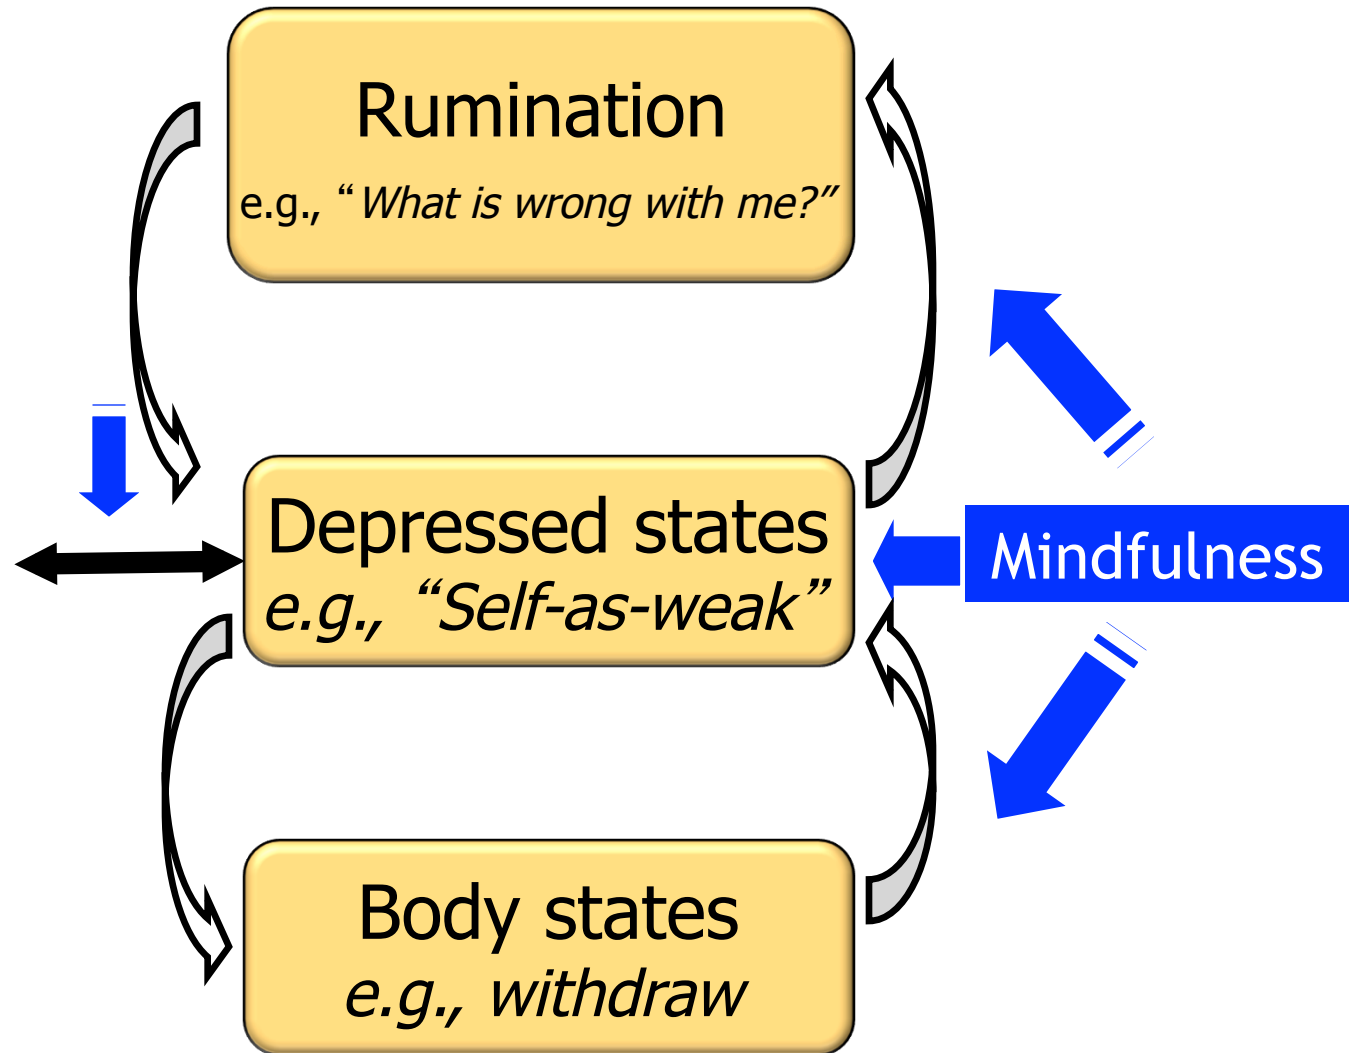 Rumination
e.g., “What is wrong with me?”
Depressed states
e.g., “Self-as-weak”
Mindfulness
Body states
e.g., withdraw